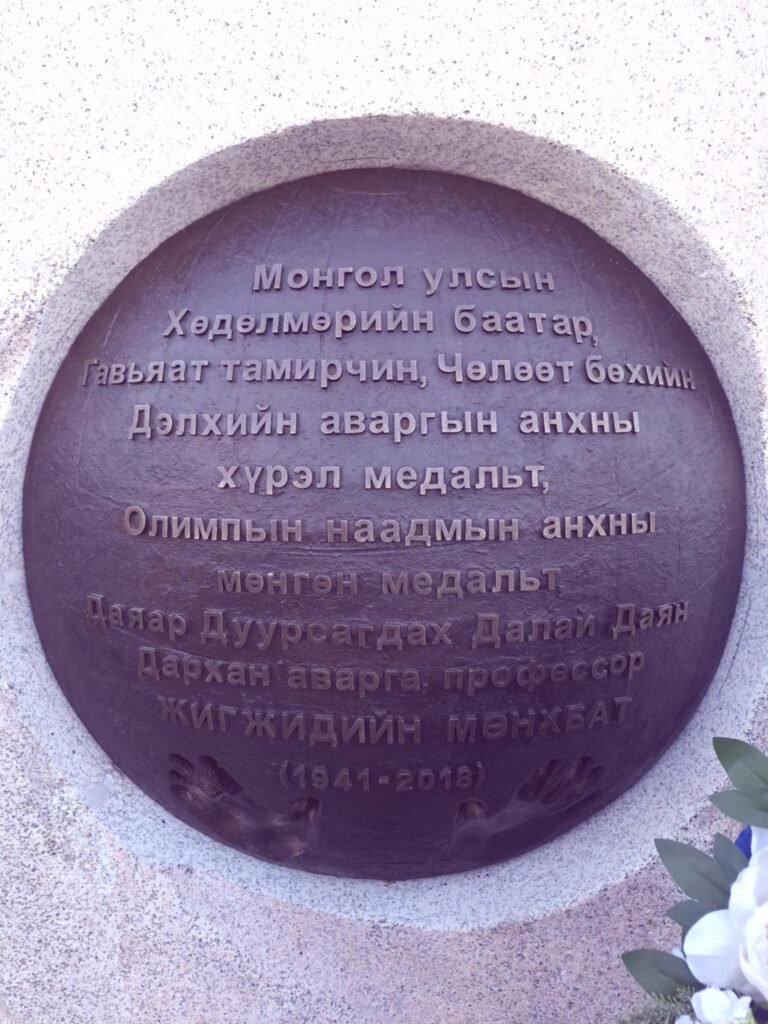 Монгол улсын
Хөдөлмөрийн баатар,
Гавьяат тамирчин, Чөлөөт бөхийн
Дэлхийн аваргын анхны
хүрэл медальт,
Олимпын наадмын анхны
мөнгөн медальт
Даяар Дуурсагдах Далай Даян
Дархан аварга, профессор
ЖИГЖИДИЙН МӨНХБАТ
(1941-2018)